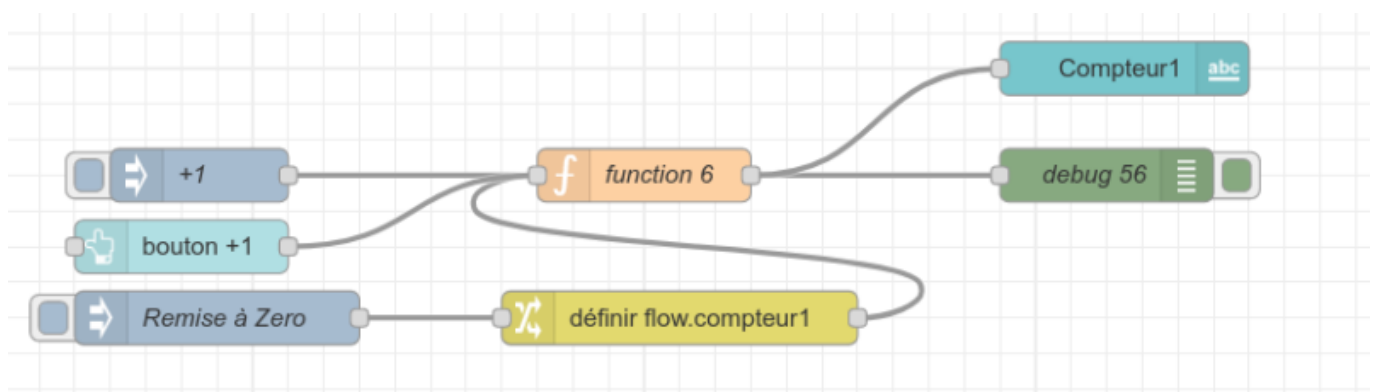 Compteur1 abc
+1
function 6
debug 56
bouton +1
Remise à Zero
définir flow.compteur1